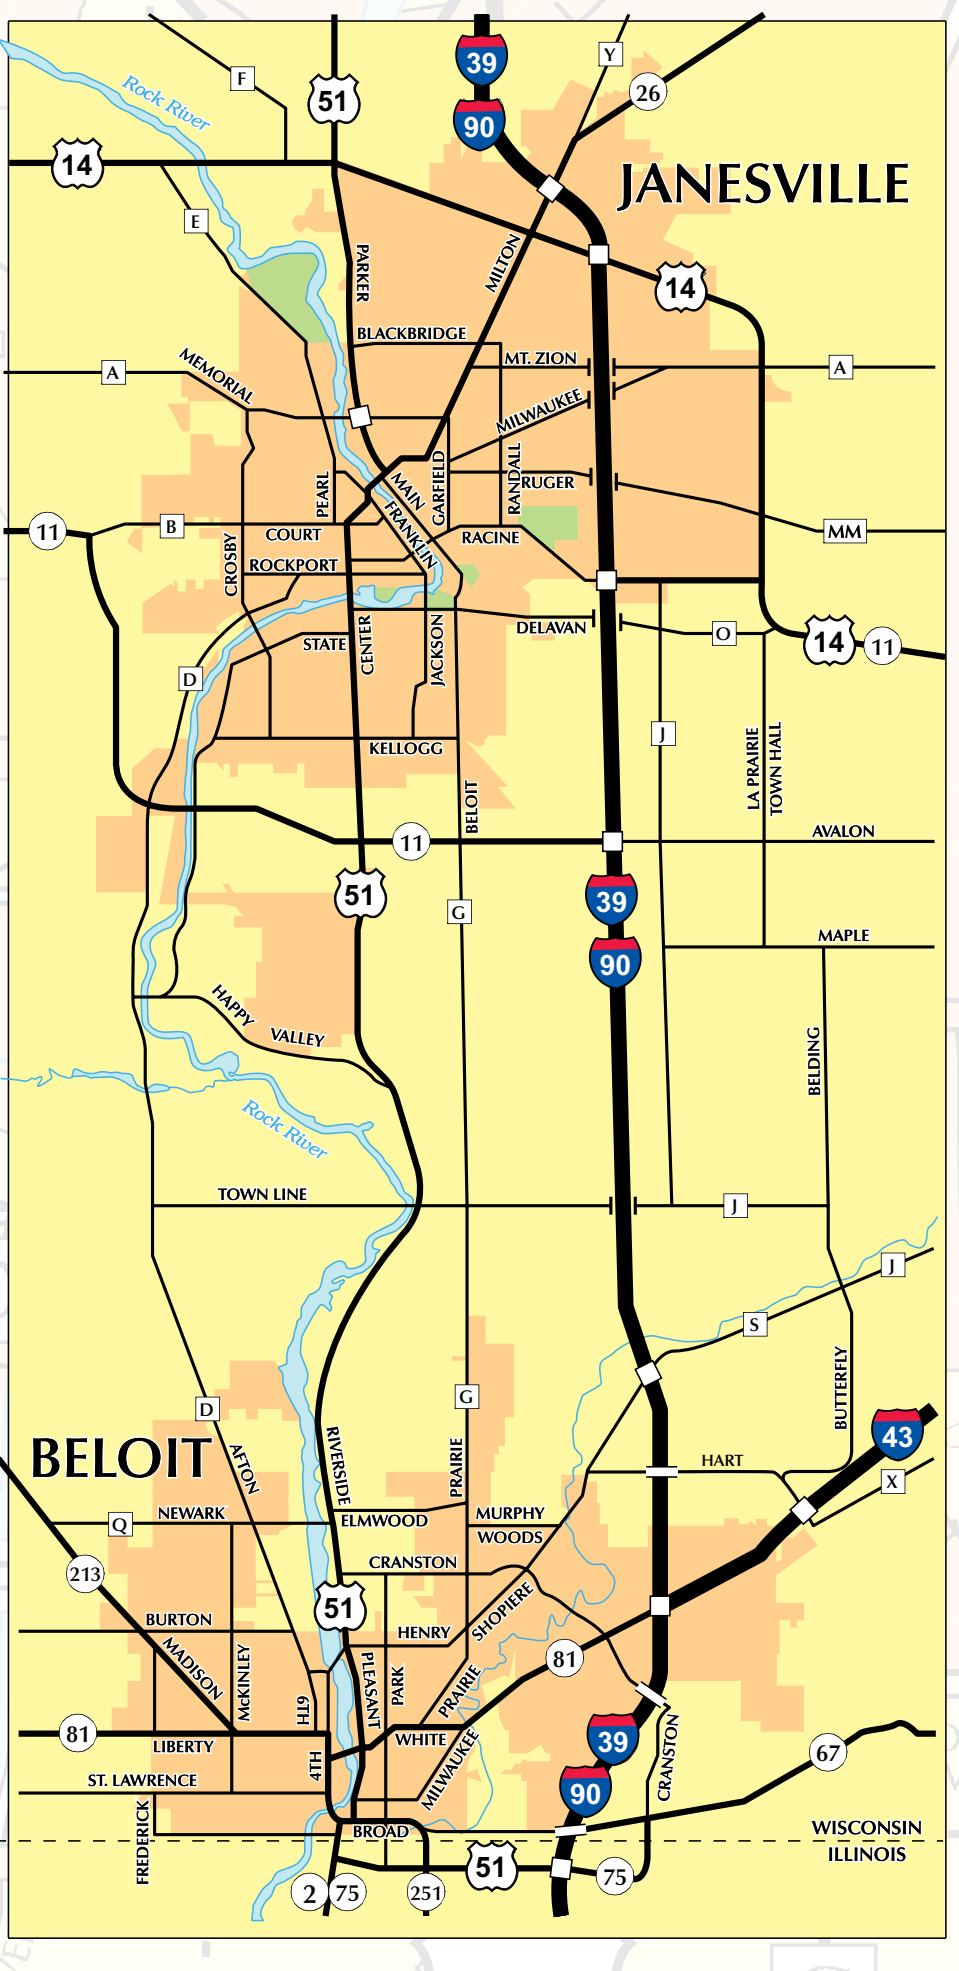 F
51
39
Y
26
Rock River
90
14
JANESVILLE
E
PARKER
MILTON
14
BLACKBRIDGE
A
MEMORIAL
MT. ZION
A
MILWAUKEE
PEARL
MAIN
GARFIELD
RANDALL
RUGER
11
B
COURT
FRANKLIN
RACINE
MM
CROSBY
ROCKPORT
STATE
CENTER
JACKSON
DELAVAN
O
14
11
D
KELLOGG
J
LA PRAIRIE
TOWN HALL
BELOIT
11
AVALON
51
G
39
90
MAPLE
HAPPY
VALLEY
BELDING
Rock River
TOWN LINE
J
J
S
BUTTERFLY
D
G
43
BELOIT
AFTON
RIVERSIDE
PRAIRIE
HART
X
Q
NEWARK
ELMWOOD
MURPHY
WOODS
213
CRANSTON
51
SHOPIERE
BURTON
HENRY
MADISON
McKINLEY
6TH
PLEASANT
PARK
PRAIRIE
81
81
LIBERTY
4TH
WHITE
MILWAUKEE
39
CRANSTON
67
ST. LAWRENCE
90
FREDERICK
BROAD
WISCONSIN
ILLINOIS
2
75
251
51
75